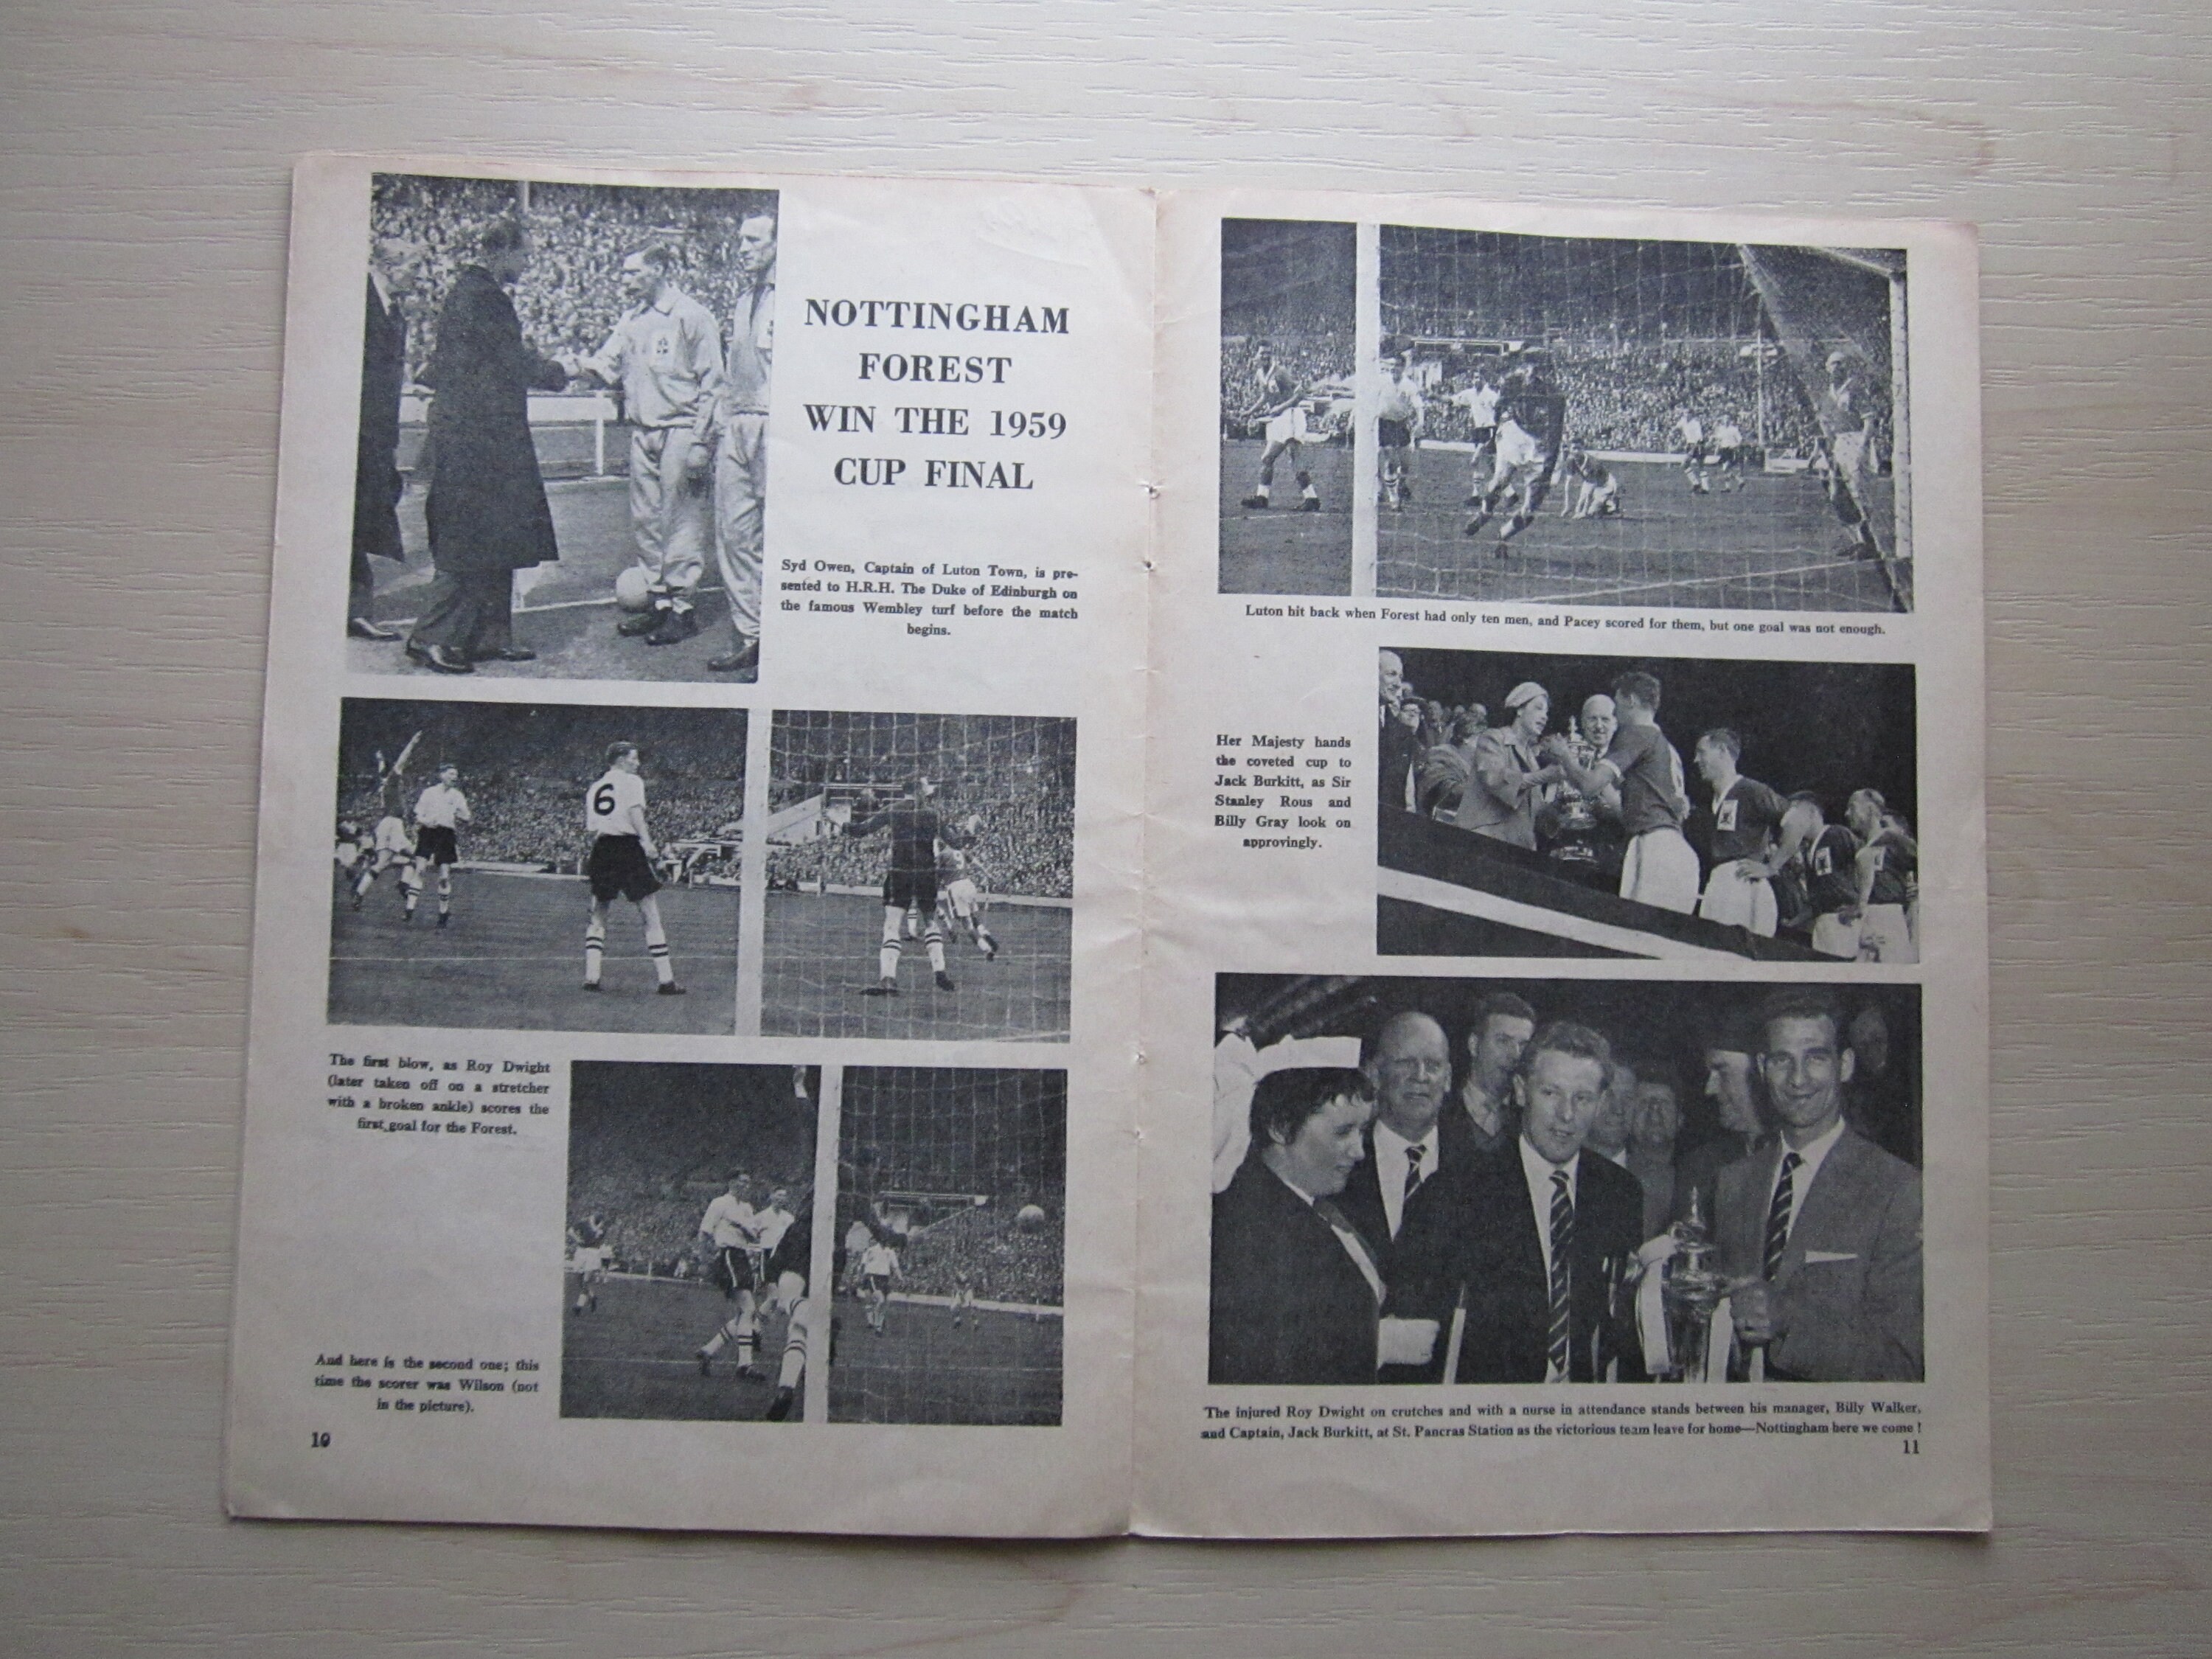 NOTTINGHAM
FOREST
WIN THE 1959
CUP FINAL
Syd Owen, Captain of Luton Town, is pre-
sented to H.R.H. The Duke of Edinburgh on
the famous Wembley turf before the match
begins.
6
The first blow, as Roy Dwight
(later taken off on a stretcher
with a broken ankle) scores the
first goal for the Forest.
And here is the second one; this
time the scorer was Wilson (not
in the picture).
10
Luton hit back when Forest had only ten men, and Pacey scored for them, but one goal was not enough.
Her Majesty hands
the coveted cup to
Jack Burkitt, as Sir
Stanley Rous and
Billy Gray look on
approvingly.
The injured Roy Dwight on crutches and with a nurse in attendance stands between his manager, Billy Walker,
and Captain, Jack Burkitt, at St. Pancras Station as the victorious team leave for home—Nottingham here we come !
11